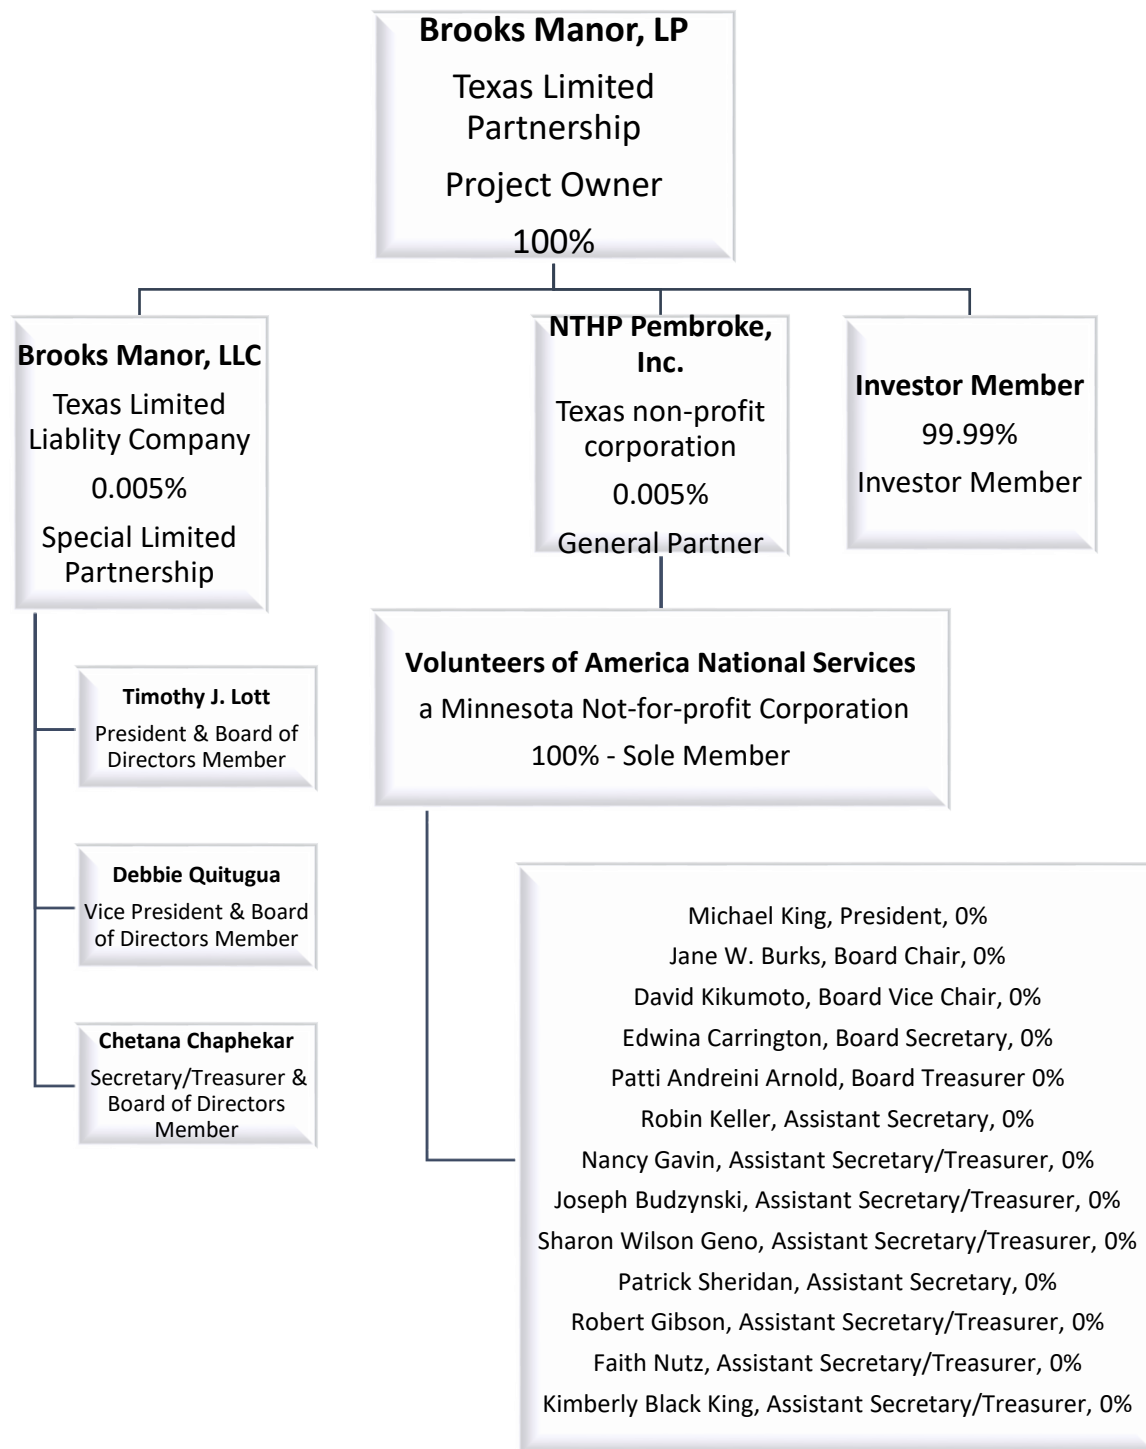 Brooks Manor, LP
Texas Limited
Partnership
Project Owner
100%
Brooks Manor, LLC
Texas Limited
Liablity Company
0.005%
Special Limited
Partnership
NTHP Pembroke,
Inc.
Texas non-profit
corporation
0.005%
General Partner
Investor Member
99.99%
Investor Member
Timothy J. Lott
President & Board of
Directors Member
Debbie Quitugua
Vice President & Board
of Directors Member
Chetana Chaphekar
Secretary/Treasurer &
Board of Directors
Member
Volunteers of America National Services
a Minnesota Not-for-profit Corporation
100% - Sole Member
Michael King, President, 0%
Jane W. Burks, Board Chair, 0%
David Kikumoto, Board Vice Chair, 0%
Edwina Carrington, Board Secretary, 0%
Patti Andreini Arnold, Board Treasurer 0%
Robin Keller, Assistant Secretary, 0%
Nancy Gavin, Assistant Secretary/Treasurer, 0%
Joseph Budzynski, Assistant Secretary/Treasurer, 0%
Sharon Wilson Geno, Assistant Secretary/Treasurer, 0%
Patrick Sheridan, Assistant Secretary, 0%
Robert Gibson, Assistant Secretary/Treasurer, 0%
Faith Nutz, Assistant Secretary/Treasurer, 0%
Kimberly Black King, Assistant Secretary/Treasurer, 0%